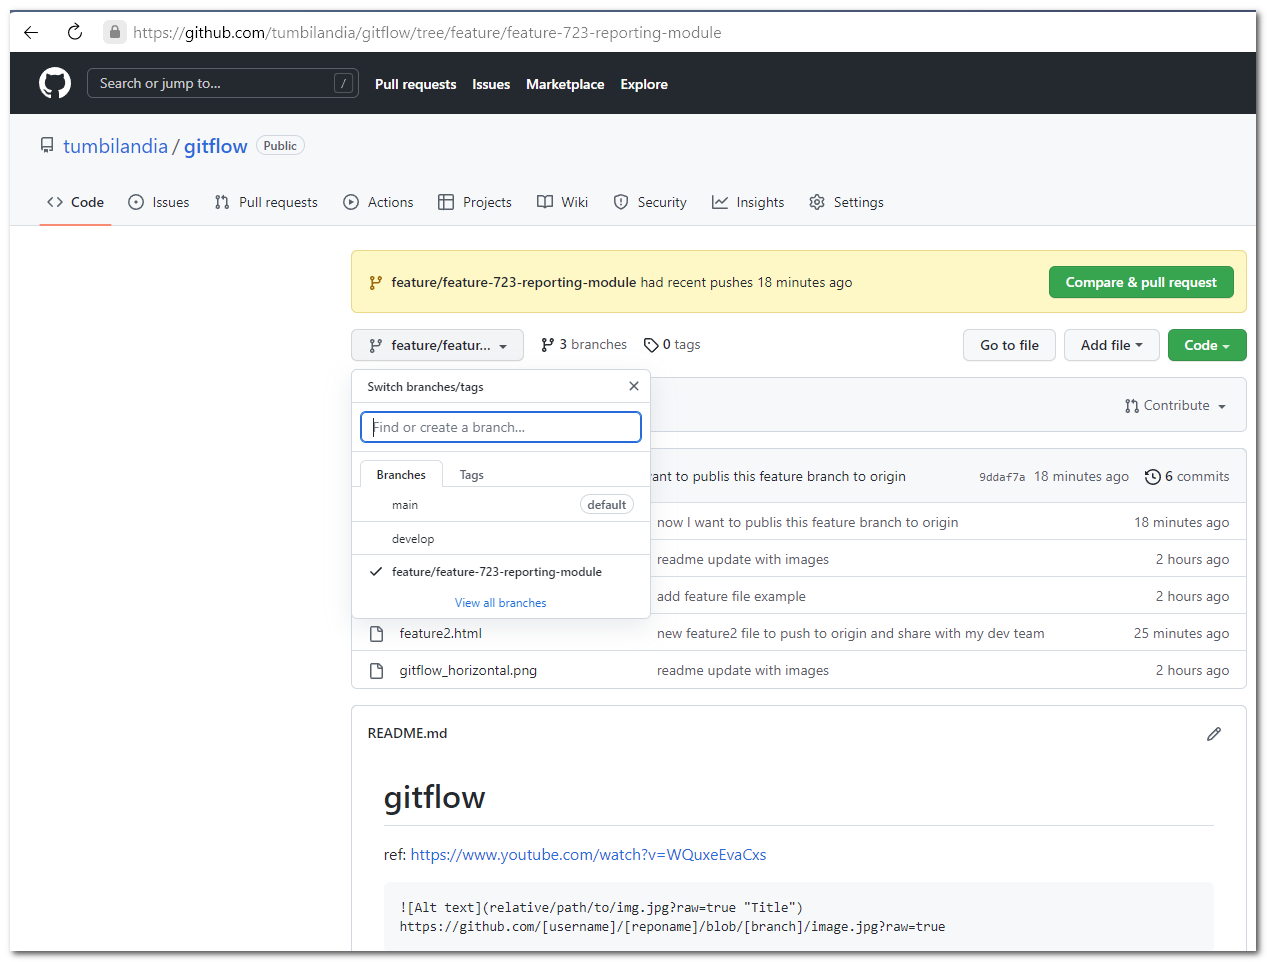 https://github.com/tumbilandia/gitflow/tree/feature/feature-723-reporting-module
Search or jump to... / Pull requests Issues Marketplace Explore
tumbilandia / gitflow Public
Code Issues Pull requests Actions Projects Wiki Security Insights Settings
feature/feature-723-reporting-module had recent pushes 18 minutes ago Compare & pull request
feature/featur... 3 branches 0 tags Go to file Add file Code
Switch branches/tags
Contribute
Find or create a branch...
Branches Tags
ant to publis this feature branch to origin 9ddaf7a 18 minutes ago 6 commits
main default
now I want to publis this feature branch to origin 18 minutes ago
develop
readme update with images 2 hours ago
feature/feature-723-reporting-module
add feature file example 2 hours ago
View all branches
feature2.html new feature2 file to push to origin and share with my dev team 25 minutes ago
gitflow_horizontal.png readme update with images 2 hours ago
README.md
gitflow
ref: https://www.youtube.com/watch?v=WQuxeEvaCxs
![Alt text](relative/path/to/img.jpg?raw=true "Title")
https://github.com/[username]/[reponame]/blob/[branch]/image.jpg?raw=true